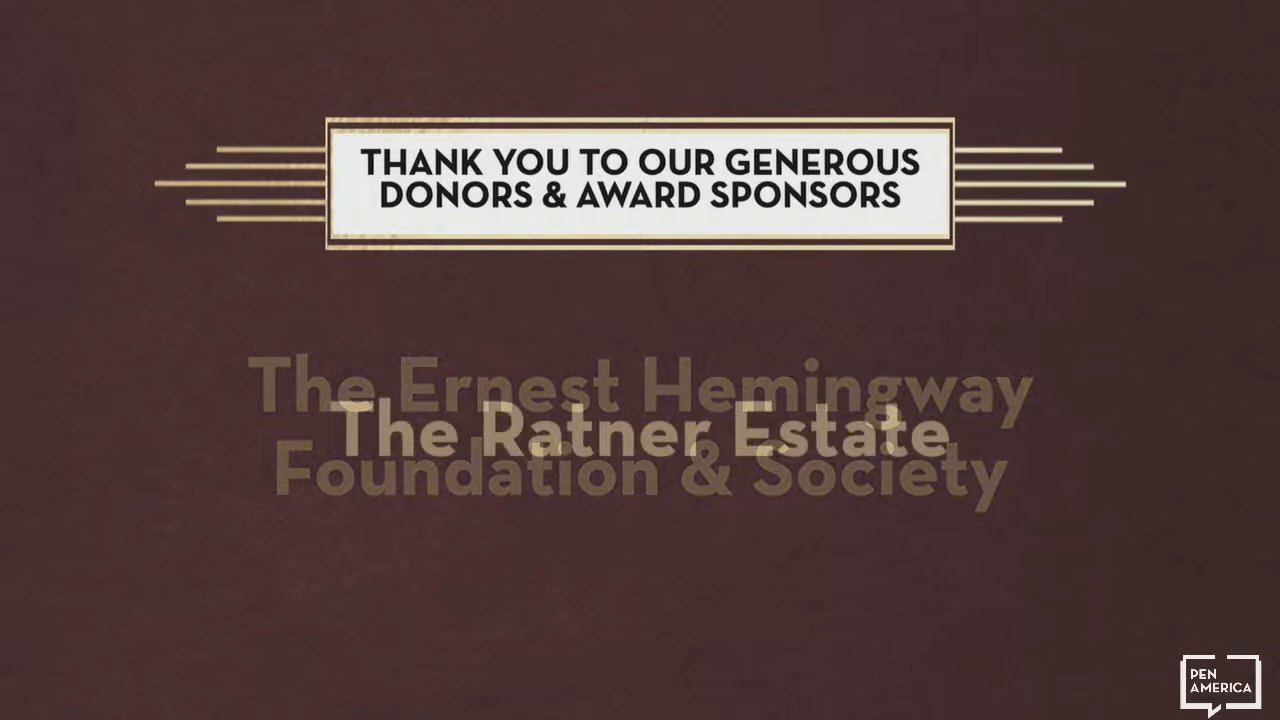 THANK YOU TO OUR GENEROUS
DONORS & AWARD SPONSORS
The Ernest Hemingway
The Ratner Estate
Foundation & Society
PEN
AMERICA